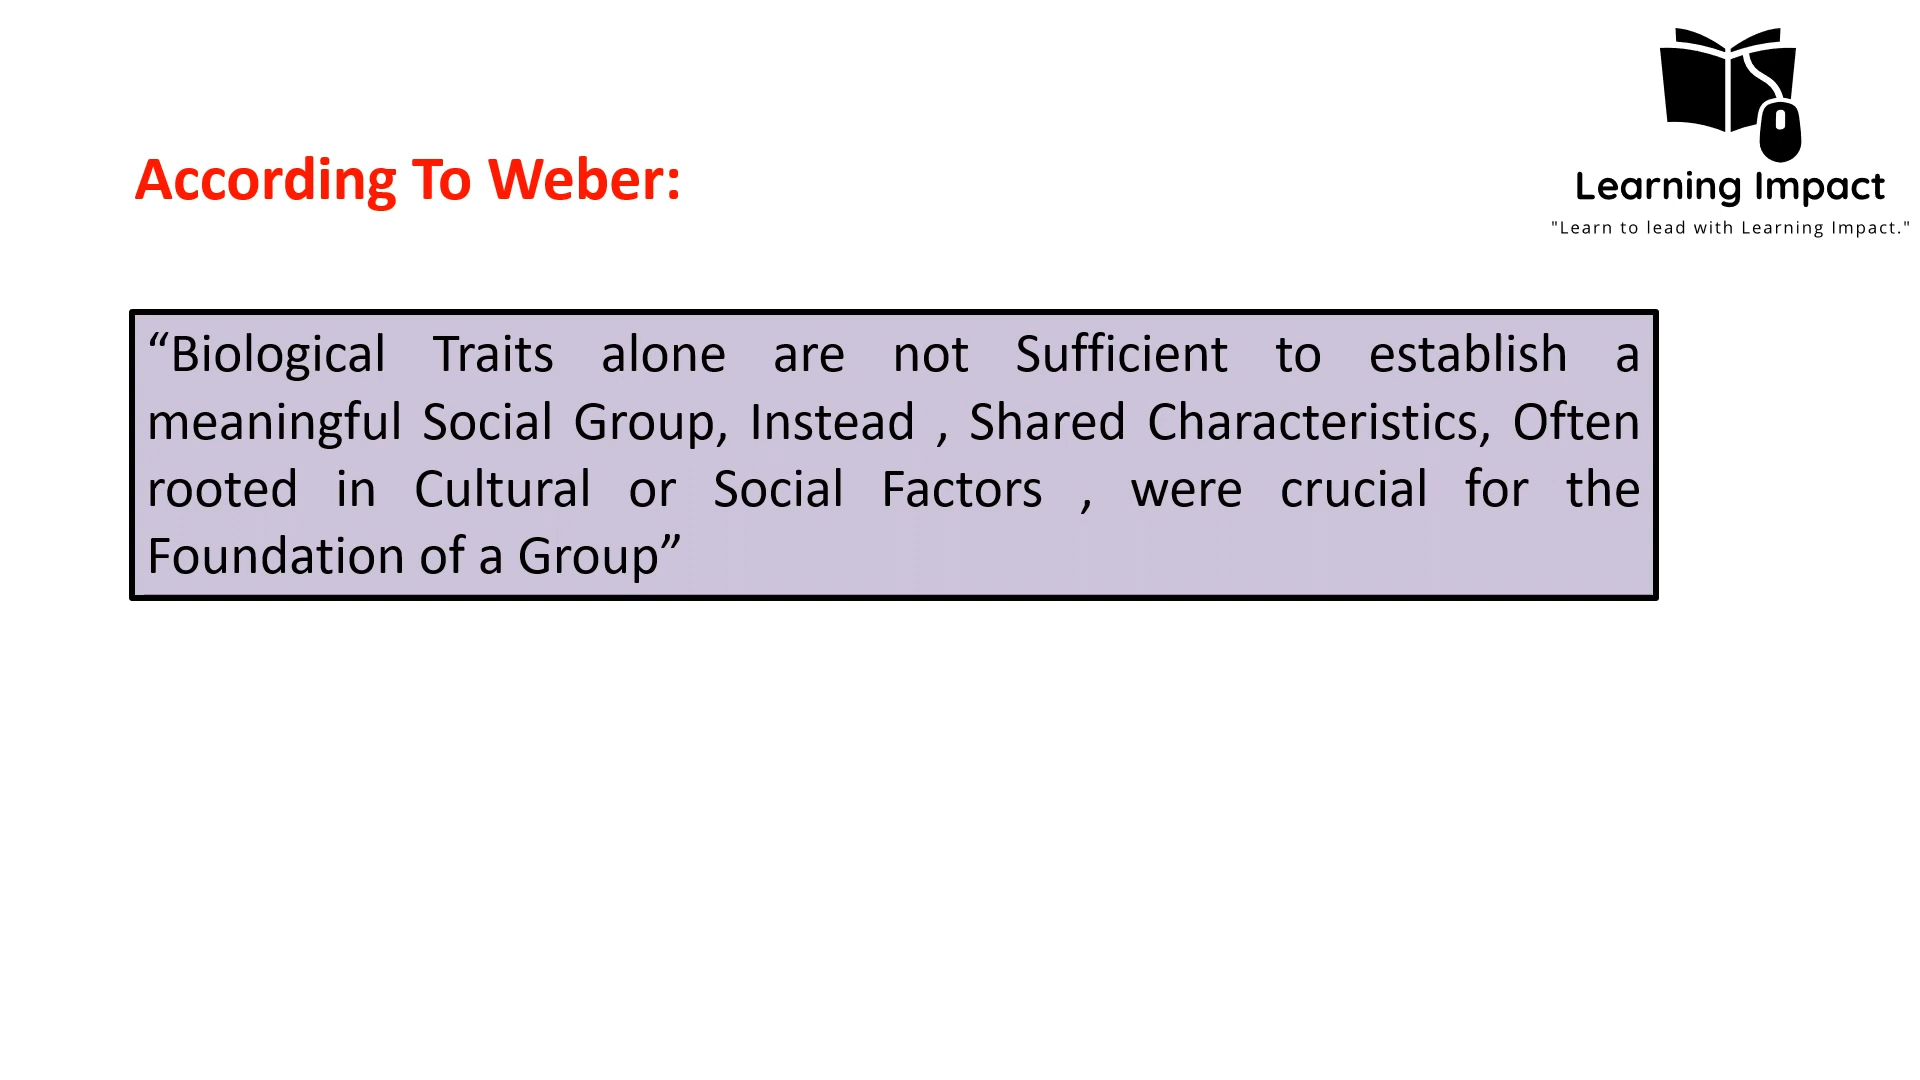 Learning Impact
"Learn to lead with Learning Impact."
According To Weber:
“Biological Traits alone are not Sufficient to establish a
meaningful Social Group, Instead , Shared Characteristics, Often
rooted in Cultural or Social Factors , were crucial for the
Foundation of a Group”